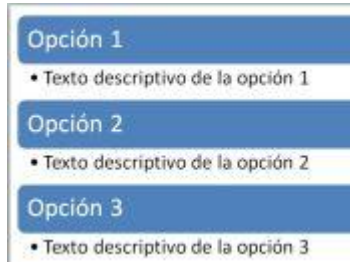 Opción 1
• Texto descriptivo de la opción 1
Opción 2
• Texto descriptivo de la opción 2
Opción 3
• Texto descriptivo de la opción 3